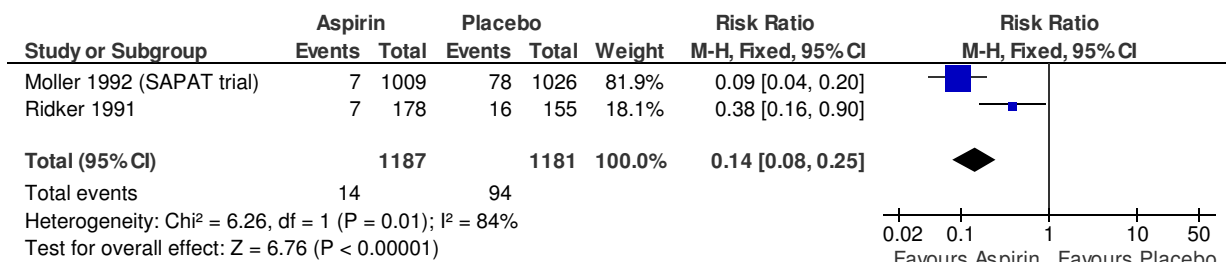 Aspirin Placebo Risk Ratio Risk Ratio
Study or Subgroup Events Total Events Total Weight M-H, Fixed, 95% CI M-H, Fixed, 95% CI
Moller 1992 (SAPAT trial) 7 1009 78 1026 81.9% 0.09 [0.04, 0.20]
Ridker 1991 7 178 16 155 18.1% 0.38 [0.16, 0.90]
Total (95% CI) 1187 1181 100.0% 0.14 [0.08, 0.25]
Total events 14 94
Heterogeneity: Chi² = 6.26, df = 1 (P = 0.01); I² = 84%
Test for overall effect: Z = 6.76 (P < 0.00001)
0.02 0.1 1 10 50
Favours Aspirin Favours Placebo